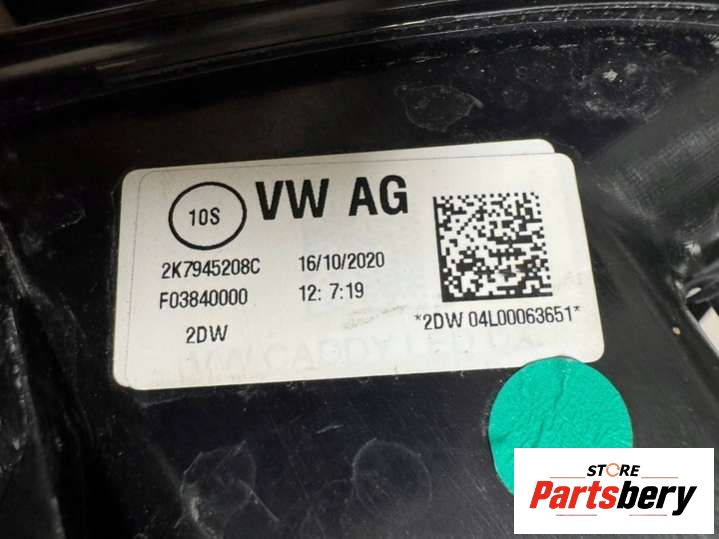 10S
VW AG
2K7945208C 16/10/2020
F03840000 12: 7:19
2DW
*2DW 04L00063651*
STORE
Partsbery